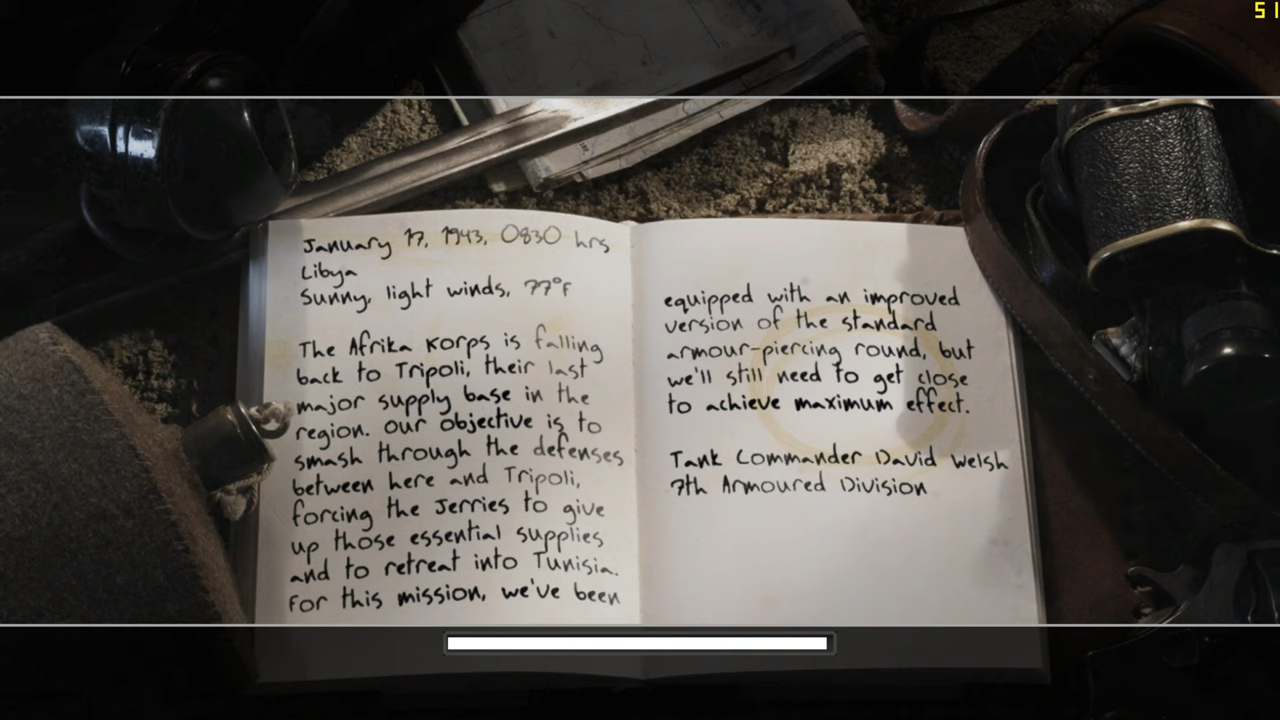 51
January 17, 1943, 0830 hrs
Libya
Sunny, light winds, 77°F
The Afrika Korps is falling
back to Tripoli, their last
major supply base in the
region. Our objective is to
smash through the defenses
between here and Tripoli,
forcing the Jerries to give
up those essential supplies
and to retreat into Tunisia.
For this mission, we've been
equipped with an improved
version of the standard
armour-piercing round, but
we'll still need to get close
to achieve maximum effect.
Tank Commander David Welsh
7th Armoured Division